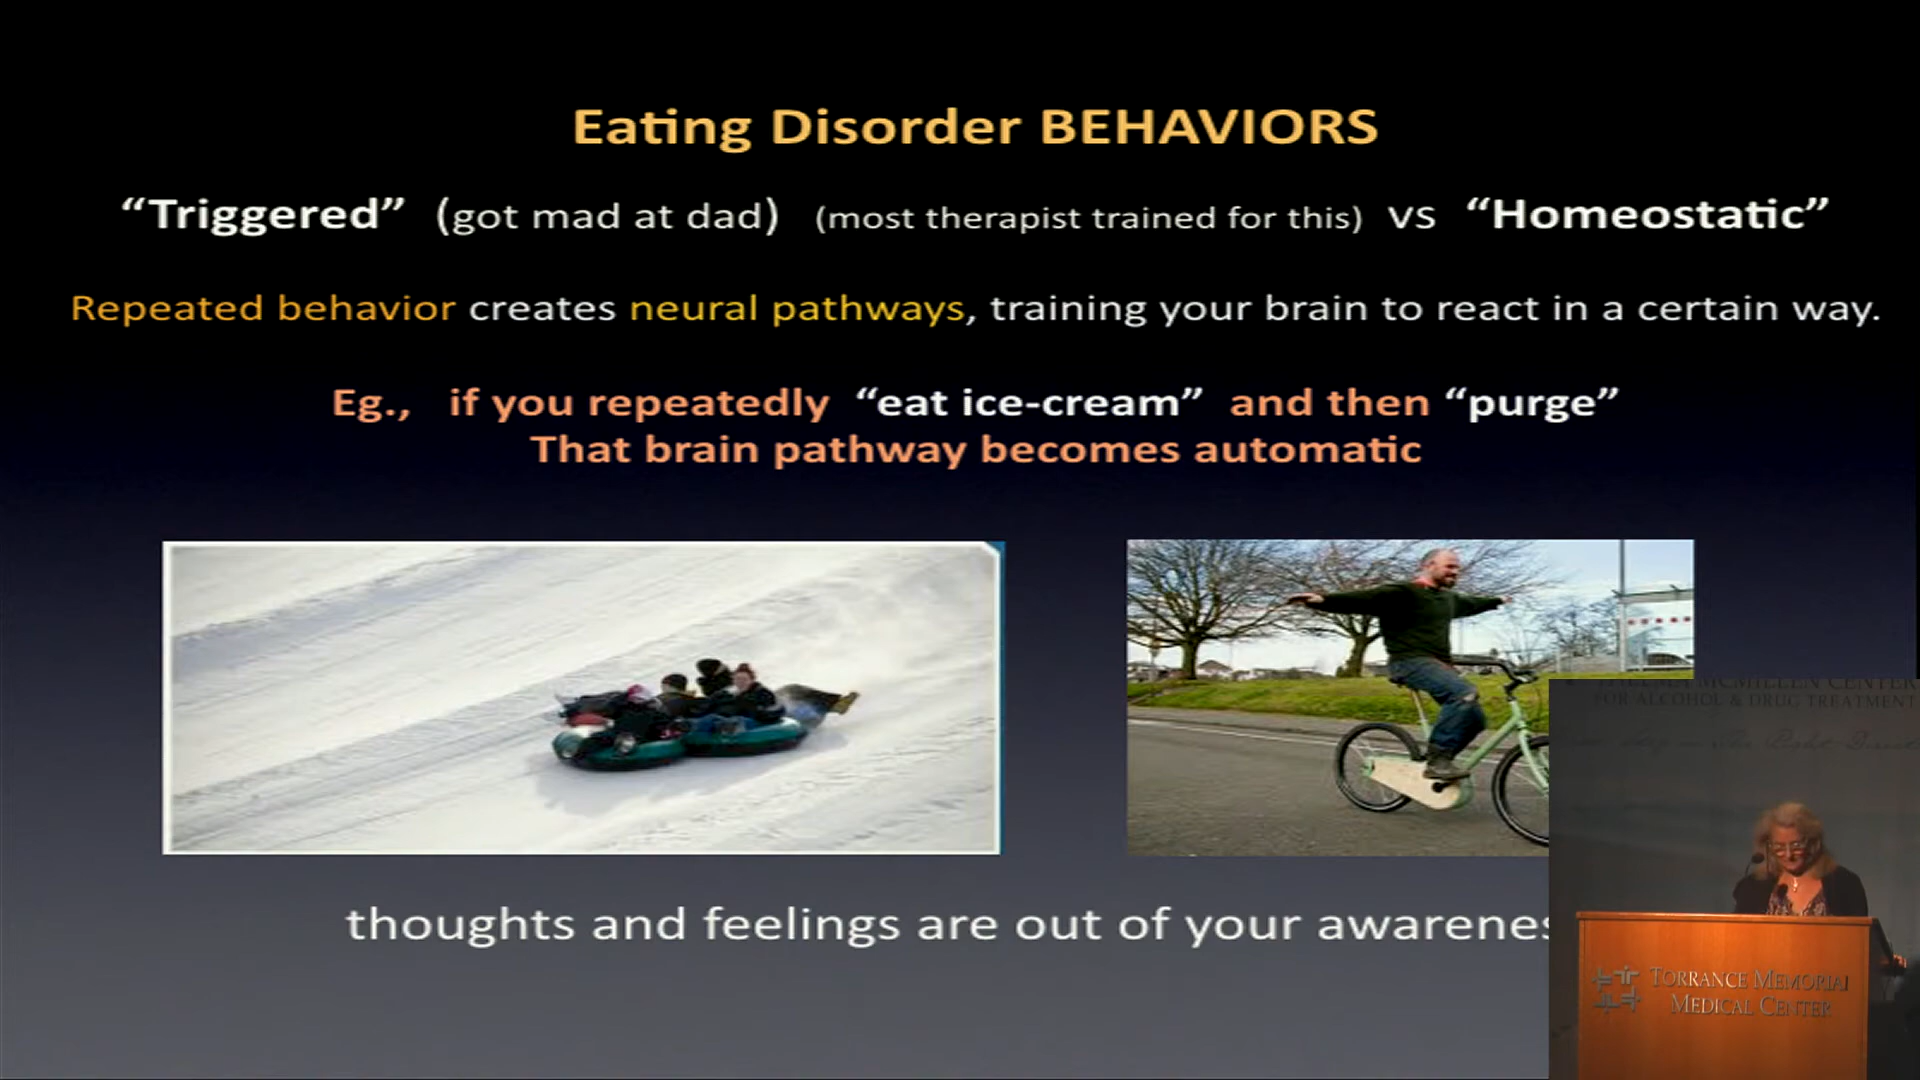 Eating Disorder BEHAVIORS
“Triggered” (got mad at dad) (most therapist trained for this) vs “Homeostatic”
Repeated behavior creates neural pathways, training your brain to react in a certain way.
Eg., if you repeatedly “eat ice-cream” and then “purge”
That brain pathway becomes automatic
thoughts and feelings are out of your awarenes
MCMILLEN CENTER
FOR ALCOHOL & DRUG TREATMENT
TORRANCE MEMORIAL
MEDICAL CENTER